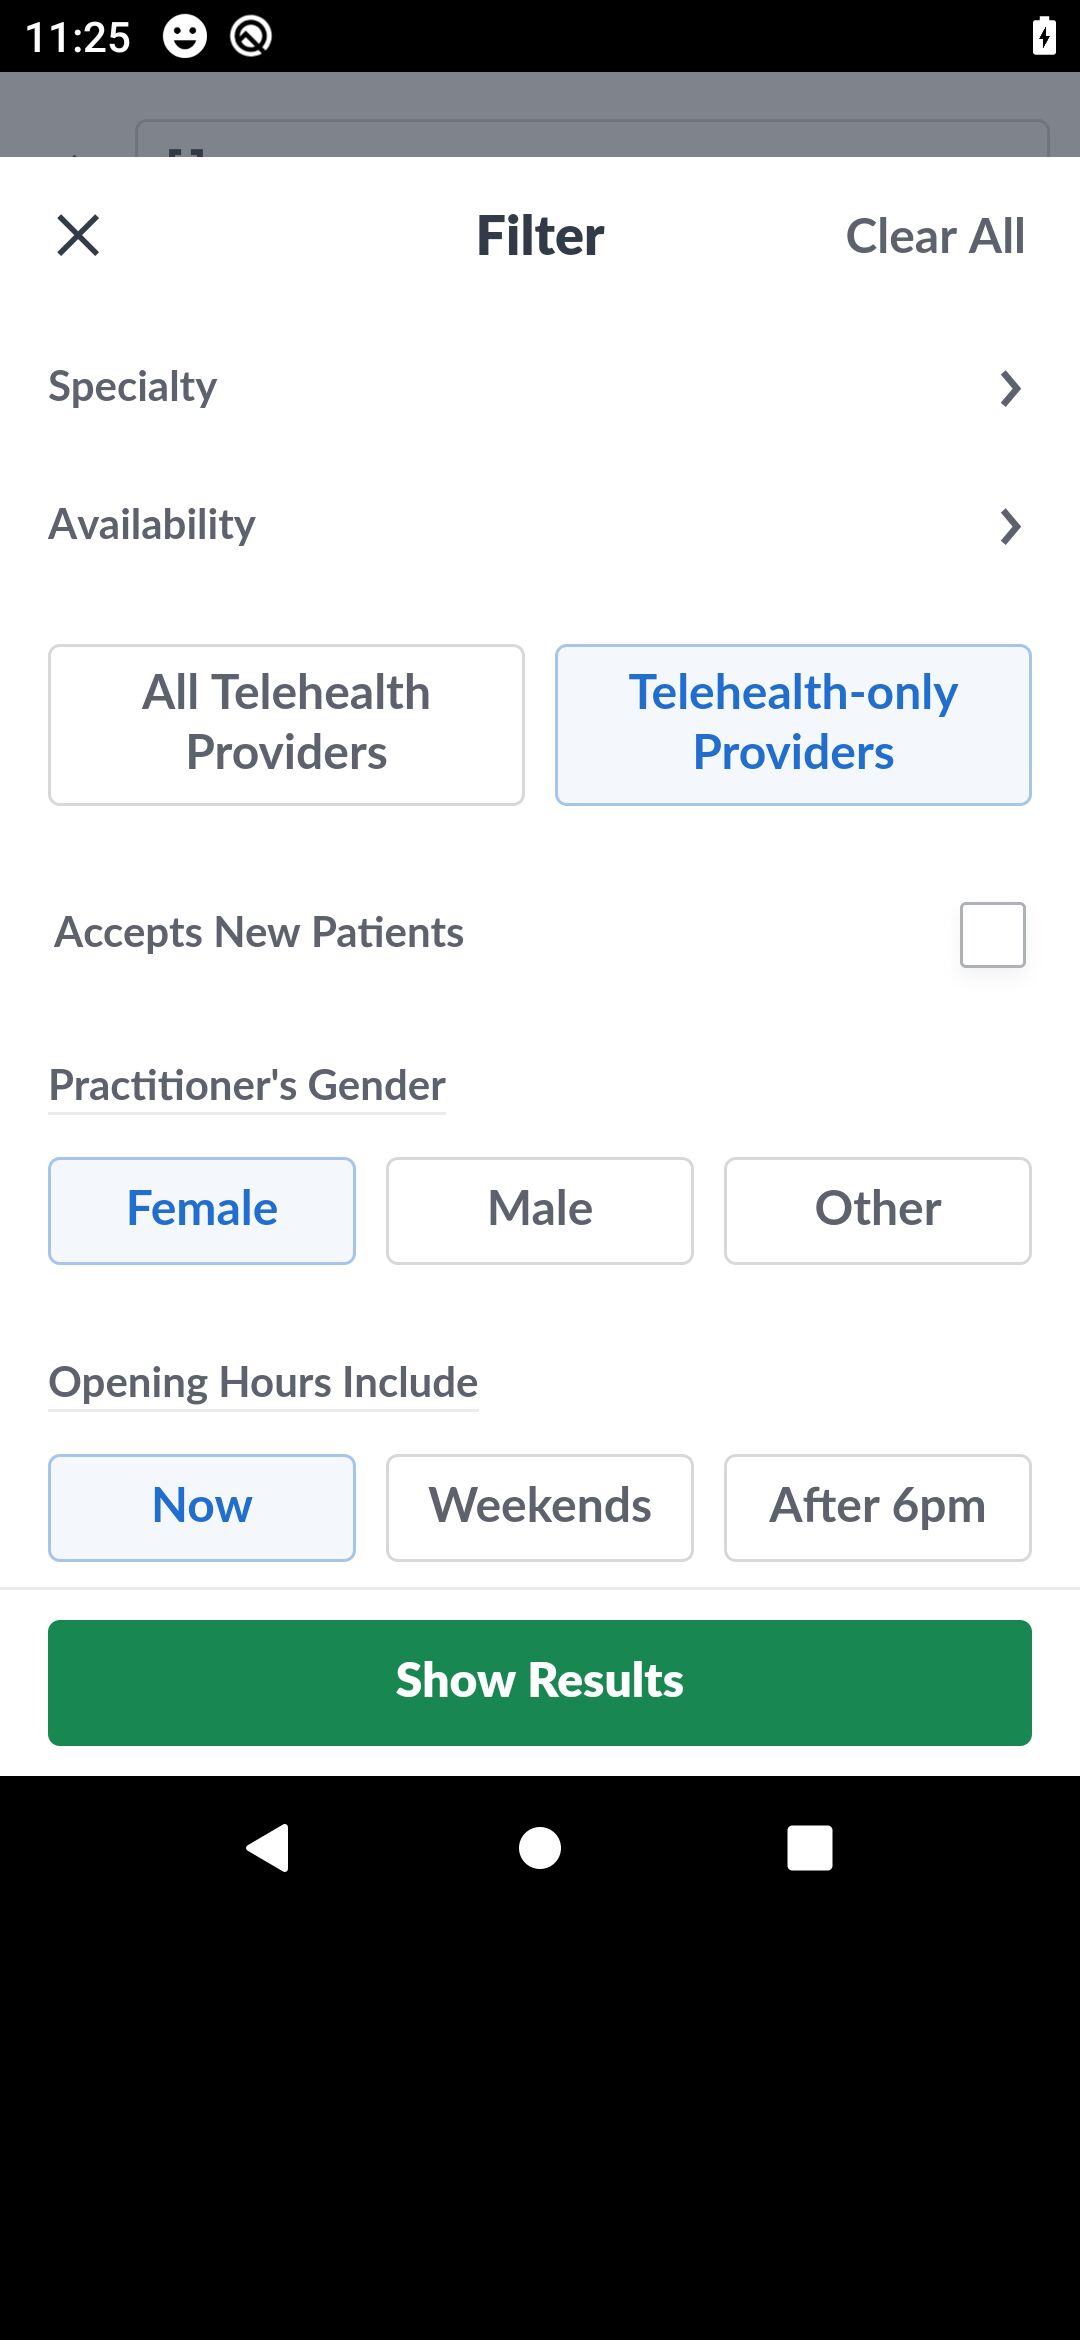 11:25
Filter
Clear All
Specialty
Availability
All Telehealth
Providers
Telehealth-only
Providers
Accepts New Patients
Practitioner's Gender
Female
Male
Other
Opening Hours Include
Now
Weekends
After 6pm
Show Results